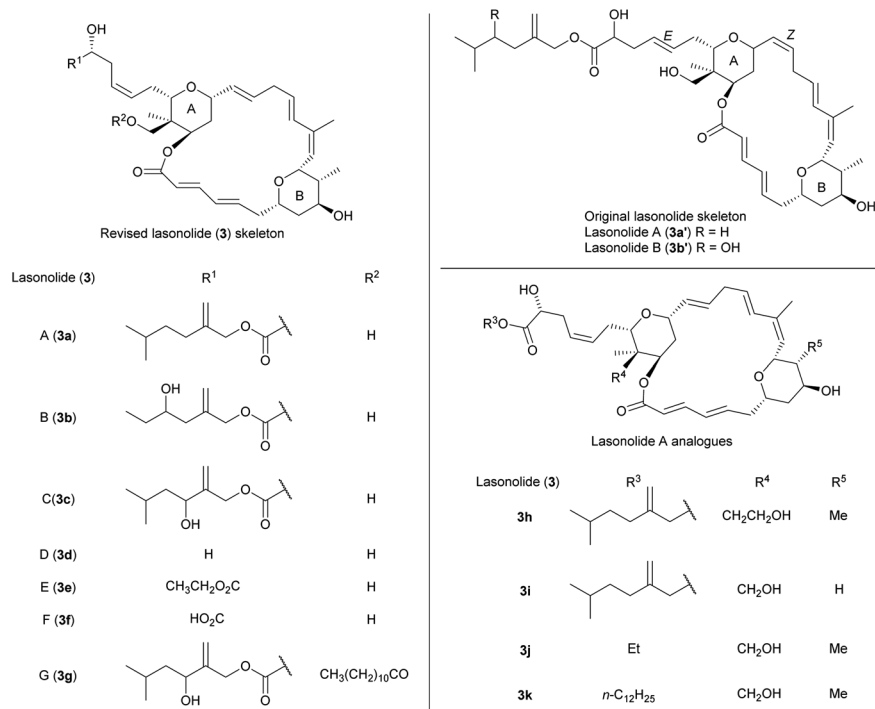 OH
R¹
O
A
R²O
O
O
O
B
OH
Revised lasonolide (3) skeleton
Lasonolide (3) R¹ R²
A (3a) O O H
B (3b) OH O O H
C(3c) OH O O H
D (3d) H H
E (3e) CH₃CH₂O₂C H
F (3f) HO₂C H
G (3g) OH O O CH₃(CH₂)₁₀CO
R
OH
E
Z
O
O
O
A
HO
O
O
O
B
OH
Original lasonolide skeleton
Lasonolide A (3a') R = H
Lasonolide B (3b') R = OH
HO
R³O
O
O
R⁴
O
O
R⁵
O
OH
Lasonolide A analogues
Lasonolide (3) R³ R⁴ R⁵
3h CH₂CH₂OH Me
3i CH₂OH H
3j Et CH₂OH Me
3k n-C₁₂H₂₅ CH₂OH Me